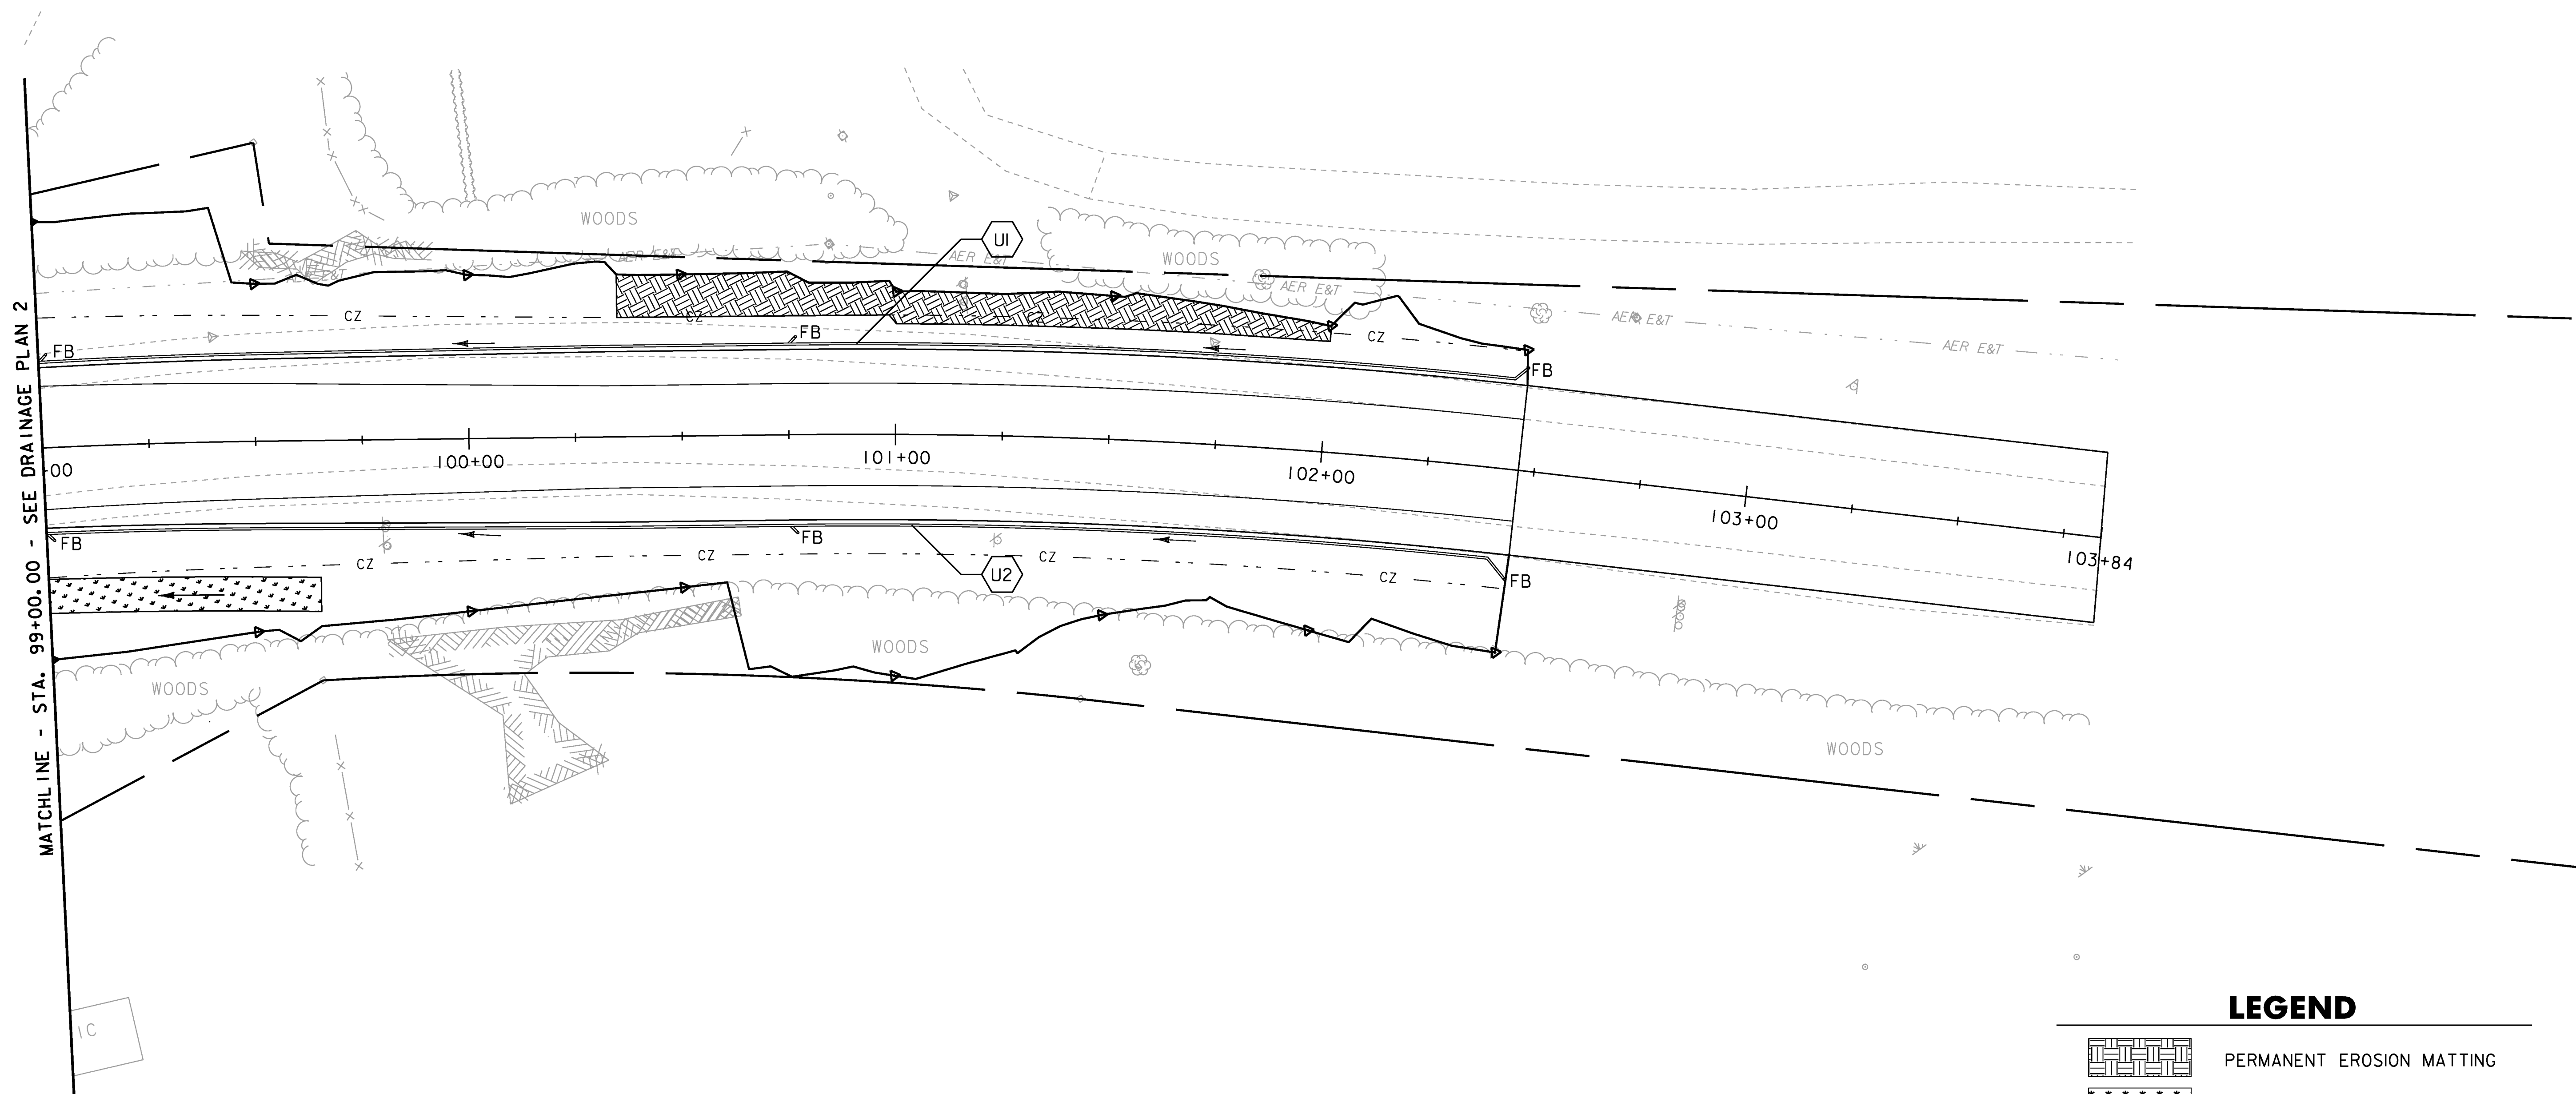 MATCHLINE - STA. 99+00.00 - SEE DRAINAGE PLAN 2
WOODS
U1
AER E&T
AER E&T
WOODS
AER E&T
AER E&T
AER E&T
AER E&T
CZ
CZ
CZ
CZ
FB
FB
FB
+00
100+00
101+00
102+00
103+00
103+84
FB
FB
FB
U2
CZ
CZ
CZ
CZ
WOODS
WOODS
WOODS
1C
LEGEND
PERMANENT EROSION MATTING